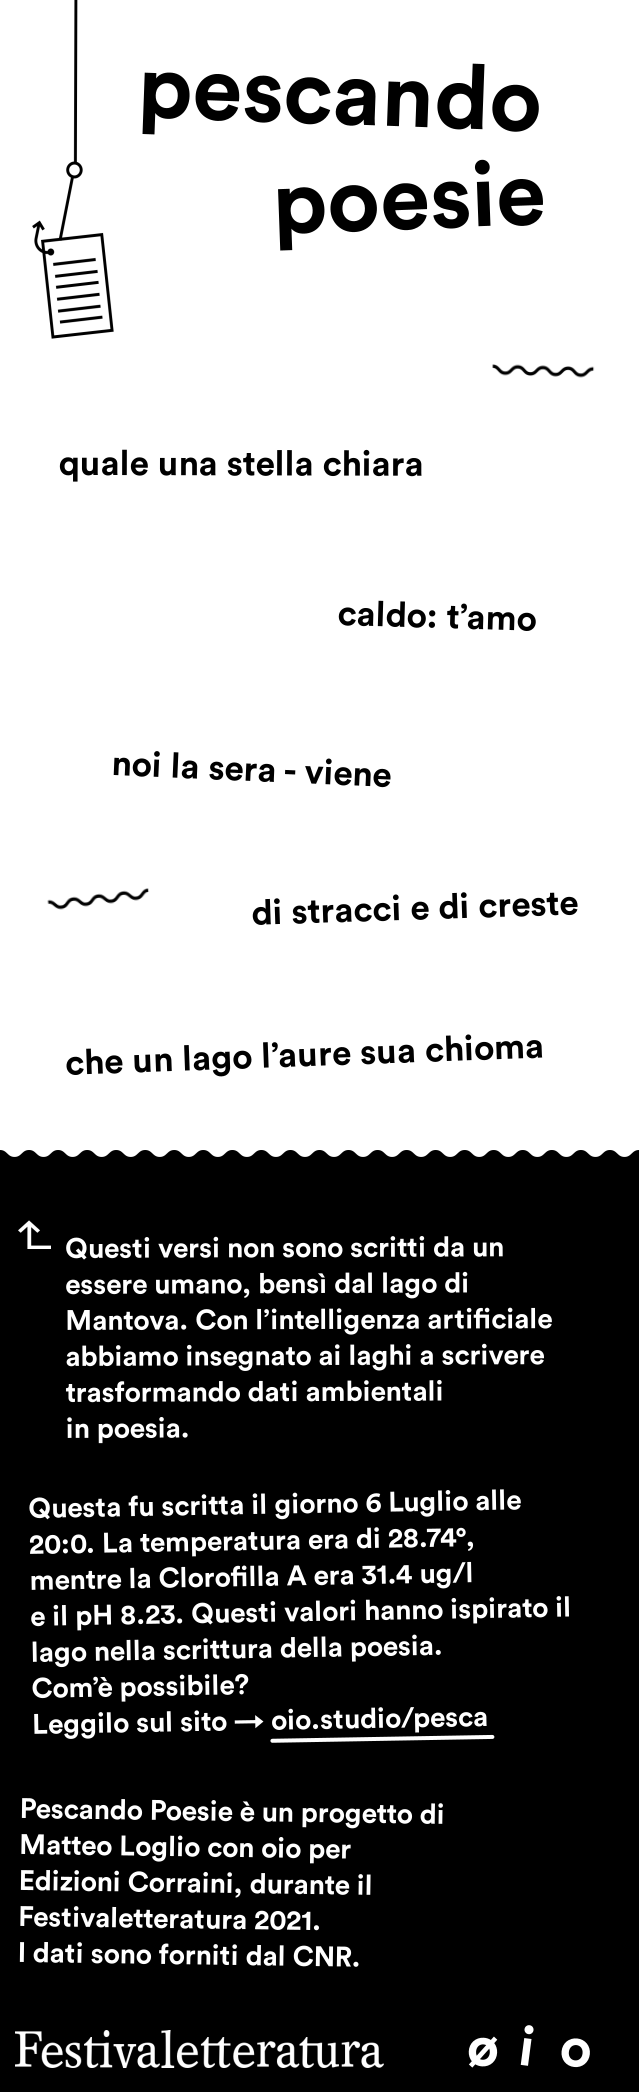 pescando
poesie
quale una stella chiara
caldo: t’amo
noi la sera - viene
di stracci e di creste
che un lago l’aure sua chioma
Questi versi non sono scritti da un
essere umano, bensì dal lago di
Mantova. Con l’intelligenza artificiale
abbiamo insegnato ai laghi a scrivere
trasformando dati ambientali
in poesia.
Questa fu scritta il giorno 6 Luglio alle
20:0. La temperatura era di 28.74°,
mentre la Clorofilla A era 31.4 ug/l
e il pH 8.23. Questi valori hanno ispirato il
lago nella scrittura della poesia.
Com’è possibile?
Leggilo sul sito → oio.studio/pesca
Pescando Poesie è un progetto di
Matteo Loglio con oio per
Edizioni Corraini, durante il
Festivaletteratura 2021.
I dati sono forniti dal CNR.
Festivaletteratura ø i o